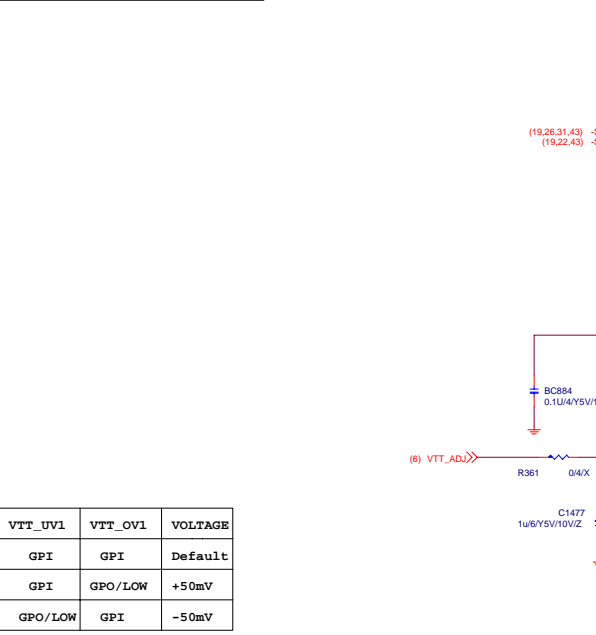 (19,26,31,43)
(19,22,43)
BC884
0.1U/4/Y5V/1
(6) VTT_ADJ
R361 0/4/X
C1477
1u/6/Y5V/10V/Z
VTT_UV1 VTT_OV1 VOLTAGE
GPI GPI Default
GPI GPO/LOW +50mV
GPO/LOW GPI -50mV